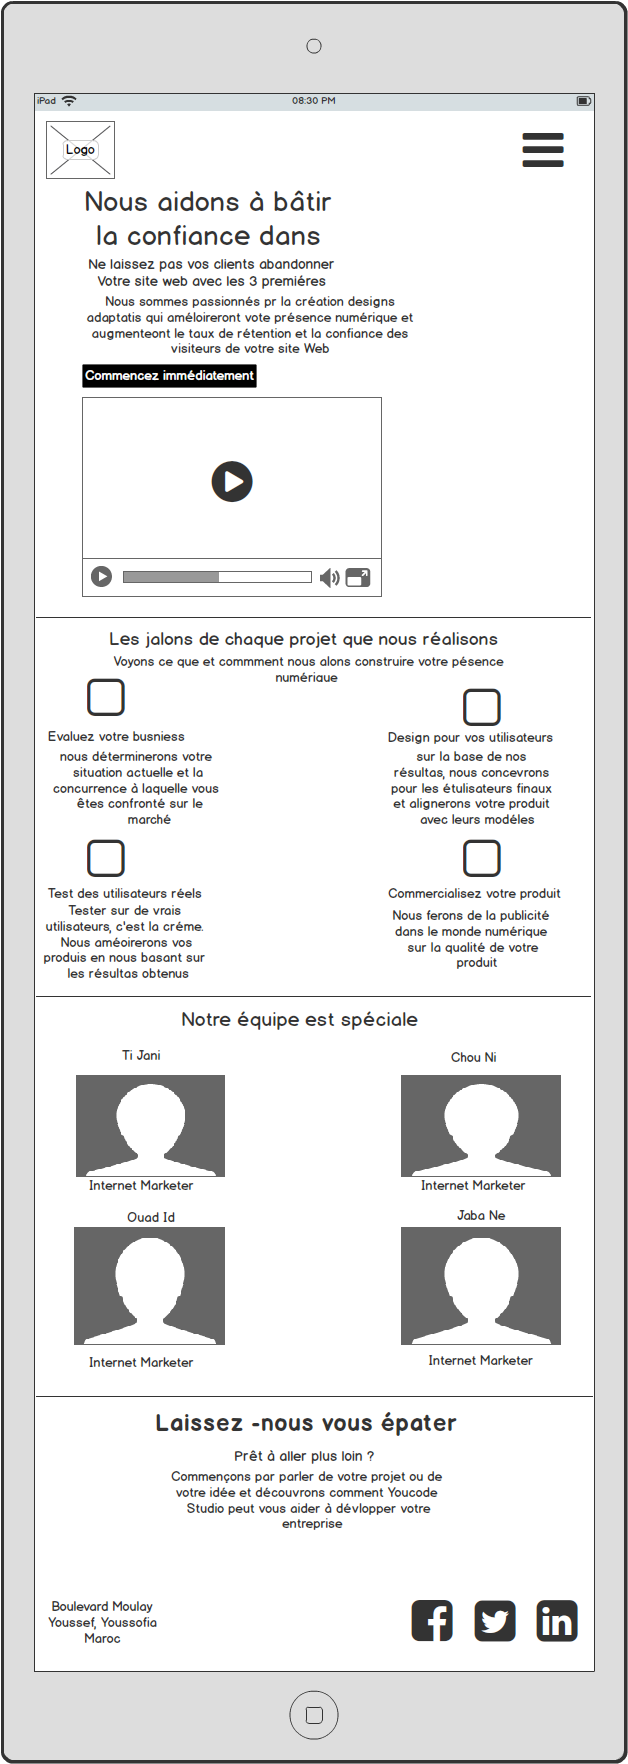 iPad 08:30 PM
Logo
Nous aidons à bâtir
la confiance dans
Ne laissez pas vos clients abandonner
Votre site web avec les 3 premiéres
Nous sommes passionnés pr la création designs
adaptatis qui améloireront vote présence numérique et
augmenteont le taux de rétention et la confiance des
visiteurs de votre site Web
Commencez immédiatement
Les jalons de chaque projet que nous réalisons
Voyons ce que et commment nous alons construire votre pésence
numériaue
Evaluez votre busniess
nous déterminerons votre
situation actuelle et la
concurrence à laquelle vous
êtes confronté sur le
marché
Design pour vos utilisateurs
sur la base de nos
résultas, nous concevrons
pour les étulisateurs finaux
et alignerons votre produit
avec leurs modéles
Test des utilisateurs réels
Tester sur de vrais
utilisateurs, c'est la créme.
Nous améoirerons vos
produis en nous basant sur
les résultas obtenus
Commercialisez votre produit
Nous ferons de la publicité
dans le monde numérique
sur la qualité de votre
produit
Notre équipe est spéciale
Ti Jani
Internet Marketer
Chou Ni
Internet Marketer
Ouad Id
Internet Marketer
Jaba Ne
Internet Marketer
Laissez -nous vous épater
Prêt à aller plus loin ?
Commençons par parler de votre projet ou de
votre idée et découvrons comment Youcode
Studio peut vous aider à dévlopper votre
entreprise
Boulevard Moulay
Youssef, Youssofia
Maroc